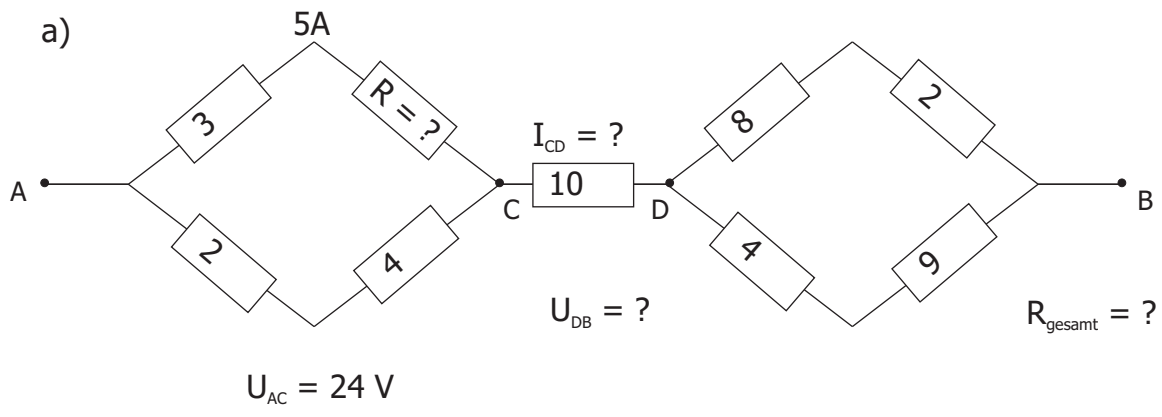 a)
5A
3
R = ?
8
2
I_CD = ?
A
10
C
D
B
2
4
4
9
U_DB = ?
R_gesamt = ?
U_AC = 24 V